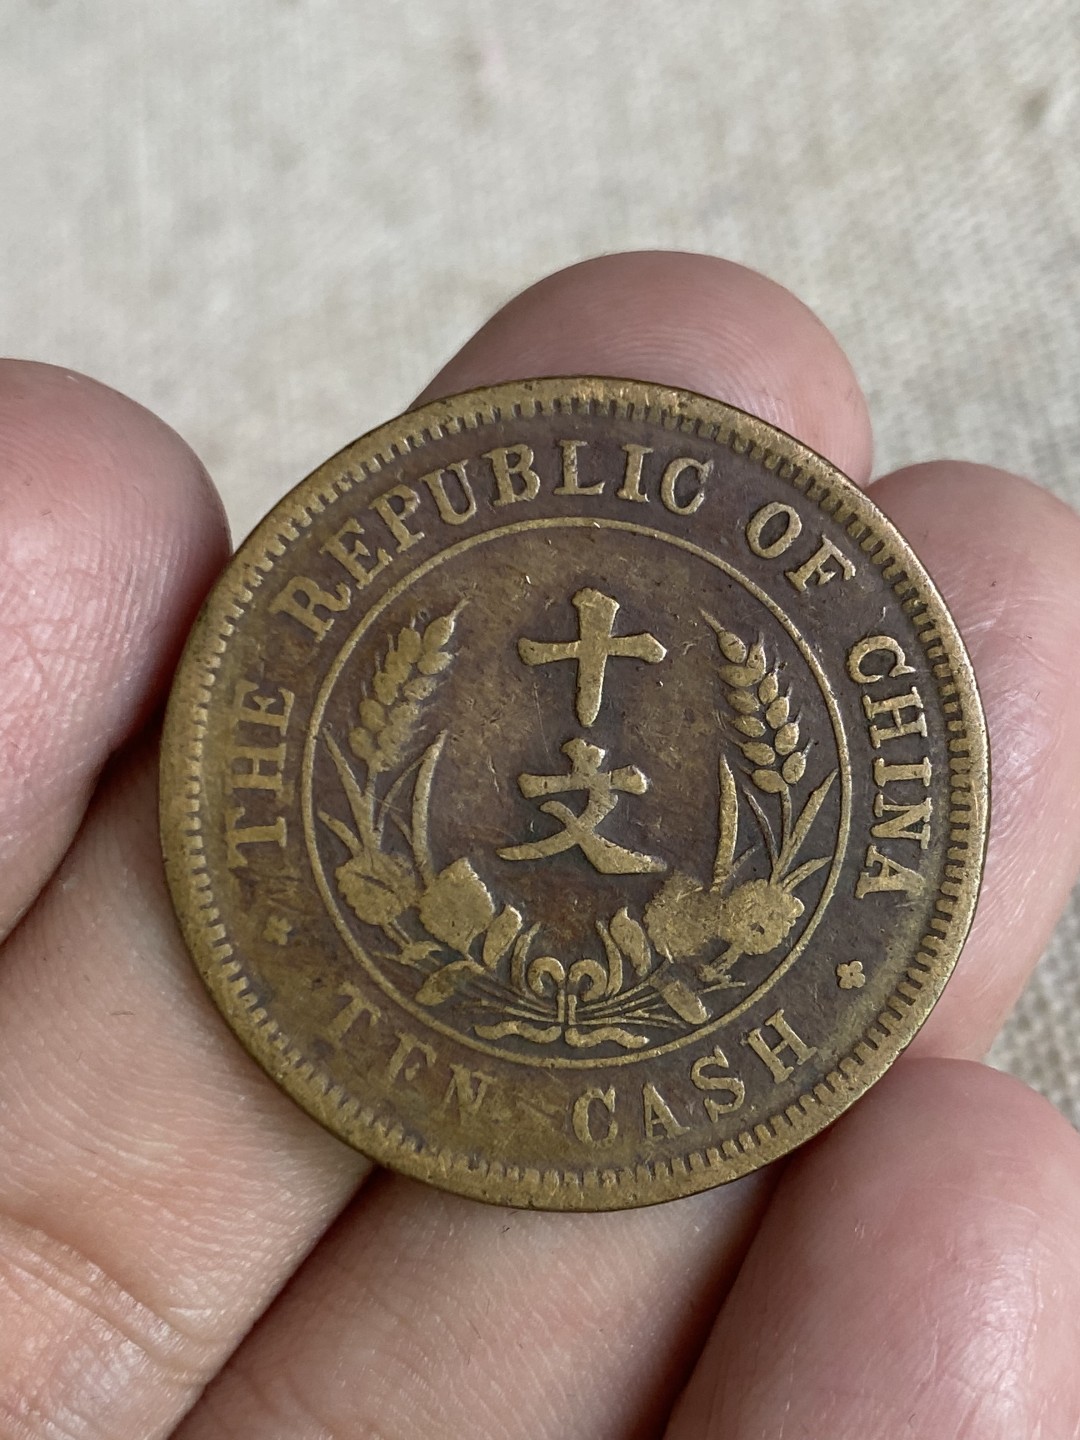 THE REPUBLIC OF CHINA
十
文
TEN CASH